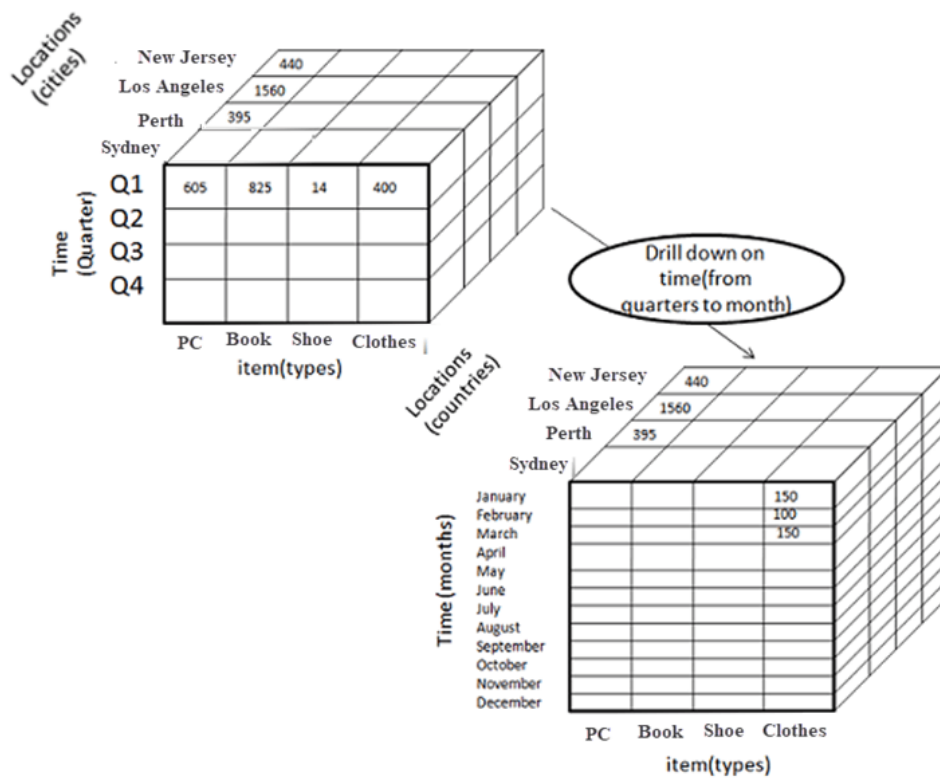 Locations
(cities)
New Jersey
Los Angeles
Perth
Sydney
440
1560
395
Time
(Quarter)
Q1
Q2
Q3
Q4
605 825 14 400
PC Book Shoe Clothes
item(types)
Drill down on
time(from
quarters to month)
Locations
(countries)
New Jersey
Los Angeles
Perth
Sydney
440
1560
395
Time (months)
January 150
February 100
March 150
April
May
June
July
August
September
October
November
December
PC Book Shoe Clothes
item(types)